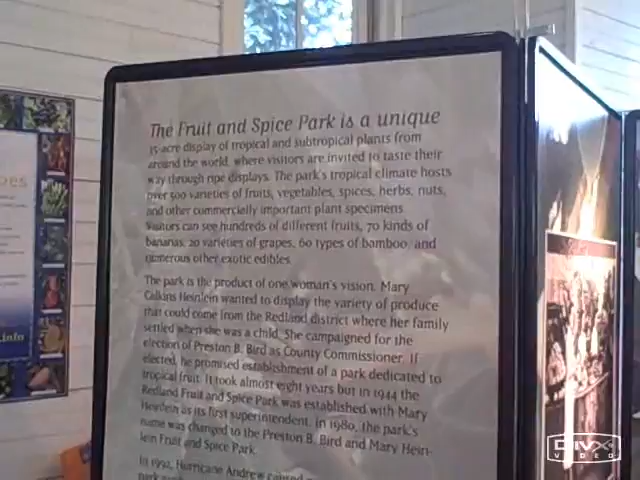 The Fruit and Spice Park is a unique
35-acre display of tropical and subtropical plants from
around the world, where visitors are invited to taste their
way through ripe displays. The park's tropical climate hosts
over 500 varieties of fruits, vegetables, spices, herbs, nuts,
and other commercially important plant specimens.
Visitors can see hundreds of different fruits, 70 kinds of
bananas, 20 varieties of grapes, 60 types of bamboo, and
numerous other exotic edibles.
The park is the product of one woman's vision. Mary
Calkins Heinlein wanted to display the variety of produce
that could come from the Redland district where her family
settled when she was a child. She campaigned for the
election of Preston B. Bird as County Commissioner. If
elected, he promised establishment of a park dedicated to
tropical fruit. It took almost eight years but in 1944 the
Redland Fruit and Spice Park was established with Mary
Heinlein as its first superintendent. In 1980, the park's
name was changed to the Preston B. Bird and Mary Hein-
lein Fruit and Spice Park.
In 1992, Hurricane Andrew caused
DIVX
VIDEO